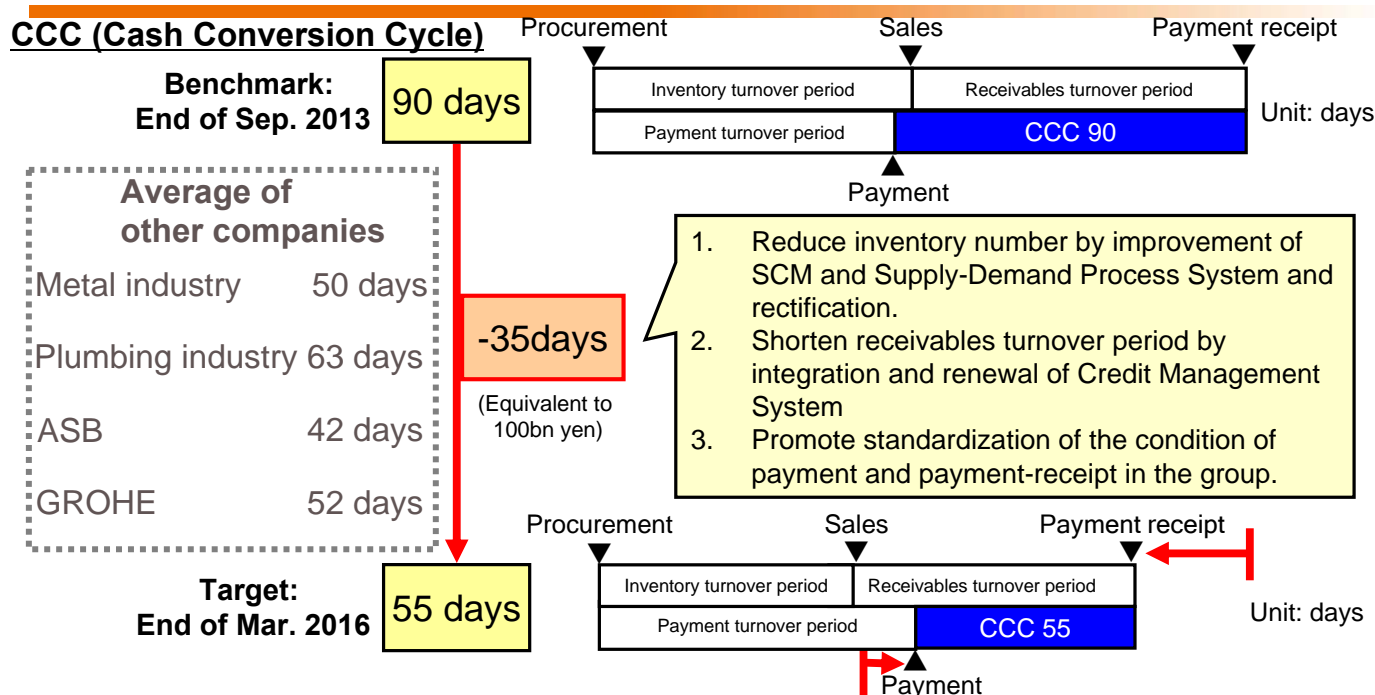 CCC (Cash Conversion Cycle)
Procurement
Sales
Payment receipt
Benchmark:
End of Sep. 2013
90 days
Inventory turnover period
Receivables turnover period
Unit: days
Payment turnover period
CCC 90
Payment
Average of
other companies
Metal industry 50 days
Plumbing industry 63 days
ASB 42 days
GROHE 52 days
-35days
(Equivalent to
100bn yen)
1. Reduce inventory number by improvement of
SCM and Supply-Demand Process System and
rectification.
2. Shorten receivables turnover period by
integration and renewal of Credit Management
System
3. Promote standardization of the condition of
payment and payment-receipt in the group.
Procurement
Sales
Payment receipt
Target:
End of Mar. 2016
55 days
Inventory turnover period
Receivables turnover period
Unit: days
Payment turnover period
CCC 55
Payment